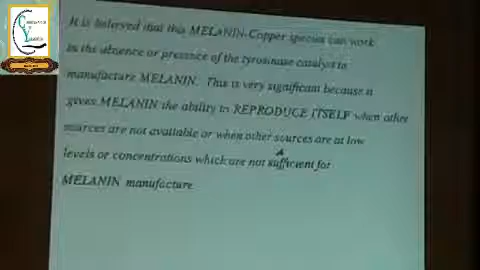 It is believed that this MELANIN-Copper species can work
in the absence or presence of the tyrosinase catalyst to
manufacture MELANIN. This is very significant because it
gives MELANIN the ability to REPRODUCE ITSELF when other
sources are not available or when other sources are at low
levels or concentrations which are not sufficient for
MELANIN manufacture.